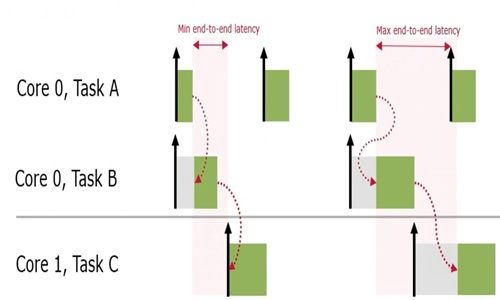 Min end-to-end latency
Max end-to-end latency
Core 0, Task A
Core 0, Task B
Core 1, Task C